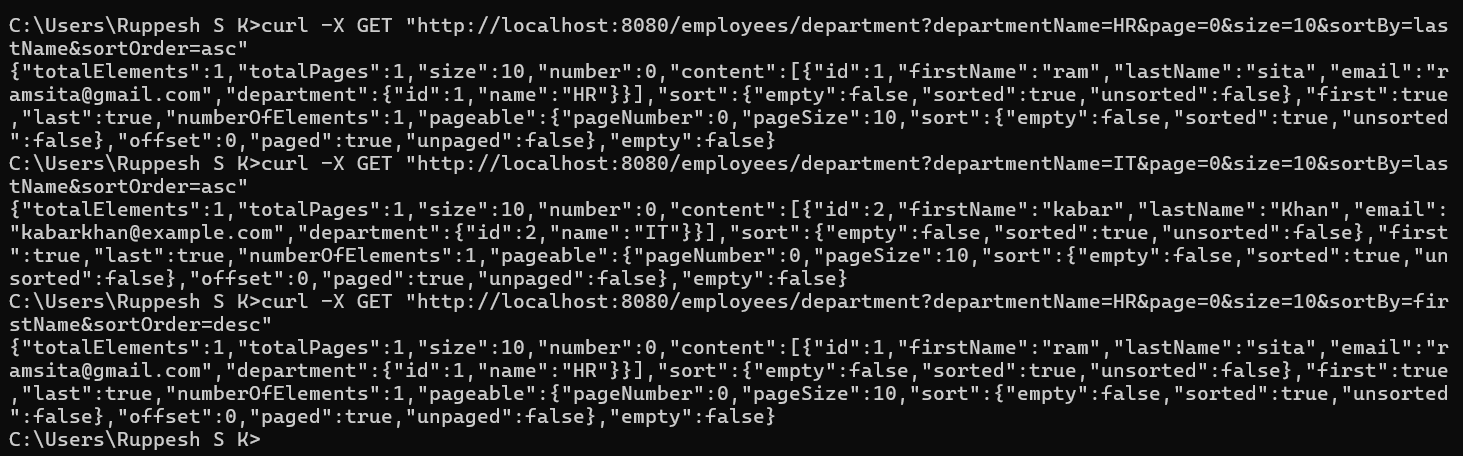 C:\Users\Ruppesh S K>curl -X GET "http://localhost:8080/employees/department?departmentName=HR&page=0&size=10&sortBy=las
tName&sortOrder=asc"
{"totalElements":1,"totalPages":1,"size":10,"number":0,"content":[{"id":1,"firstName":"ram","lastName":"sita","email":"r
amsita@gmail.com","department":{"id":1,"name":"HR"}}],"sort":{"empty":false,"sorted":true,"unsorted":false},"first":true
,"last":true,"numberOfElements":1,"pageable":{"pageNumber":0,"pageSize":10,"sort":{"empty":false,"sorted":true,"unsorted
":false},"offset":0,"paged":true,"unpaged":false},"empty":false}
C:\Users\Ruppesh S K>curl -X GET "http://localhost:8080/employees/department?departmentName=IT&page=0&size=10&sortBy=las
tName&sortOrder=asc"
{"totalElements":1,"totalPages":1,"size":10,"number":0,"content":[{"id":2,"firstName":"kabar","lastName":"Khan","email":
"kabarkhan@example.com","department":{"id":2,"name":"IT"}}],"sort":{"empty":false,"sorted":true,"unsorted":false},"first
":true,"last":true,"numberOfElements":1,"pageable":{"pageNumber":0,"pageSize":10,"sort":{"empty":false,"sorted":true,"un
sorted":false},"offset":0,"paged":true,"unpaged":false},"empty":false}
C:\Users\Ruppesh S K>curl -X GET "http://localhost:8080/employees/department?departmentName=HR&page=0&size=10&sortBy=fir
stName&sortOrder=desc"
{"totalElements":1,"totalPages":1,"size":10,"number":0,"content":[{"id":1,"firstName":"ram","lastName":"sita","email":"r
amsita@gmail.com","department":{"id":1,"name":"HR"}}],"sort":{"empty":false,"sorted":true,"unsorted":false},"first":true
,"last":true,"numberOfElements":1,"pageable":{"pageNumber":0,"pageSize":10,"sort":{"empty":false,"sorted":true,"unsorted
":false},"offset":0,"paged":true,"unpaged":false},"empty":false}
C:\Users\Ruppesh S K>